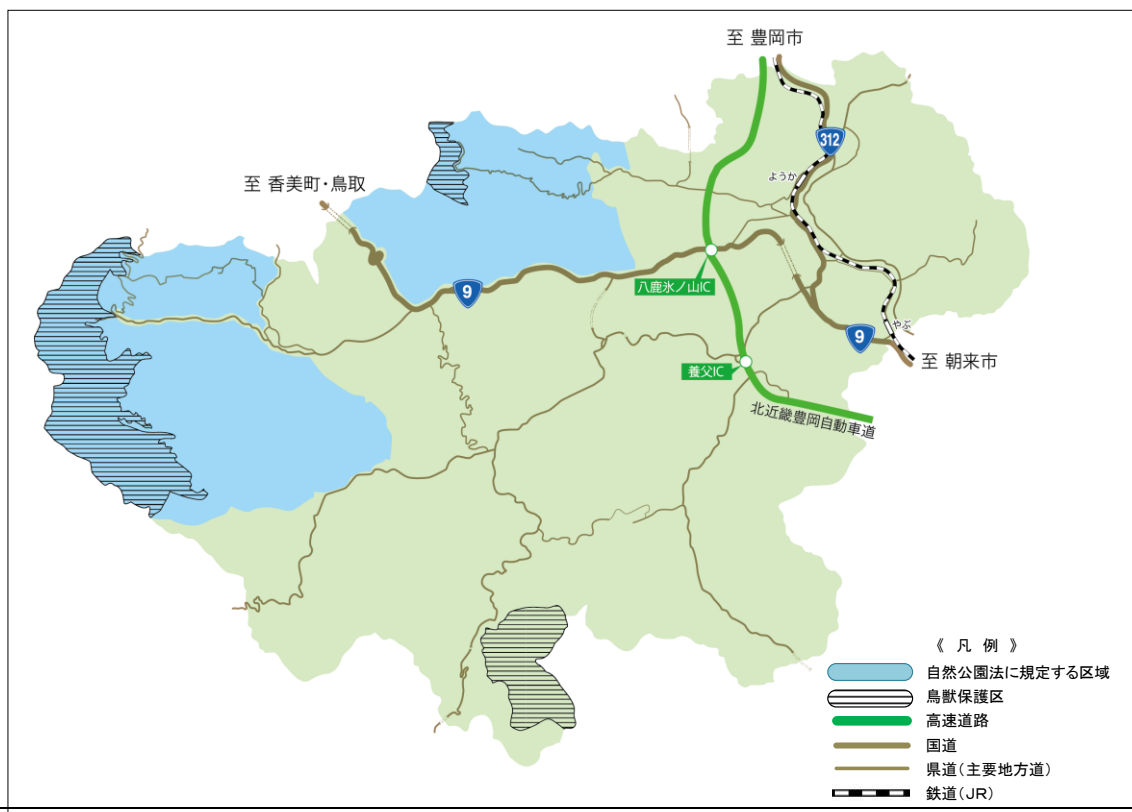 至 豊岡市
312
ようか
至 香美町・鳥取
八鹿氷ノ山IC
9
やぶ
9
至 朝来市
養父IC
北近畿豊岡自動車道
《 凡 例 》
自然公園法に規定する区域
鳥獣保護区
高速道路
国道
県道(主要地方道)
鉄道(JR)